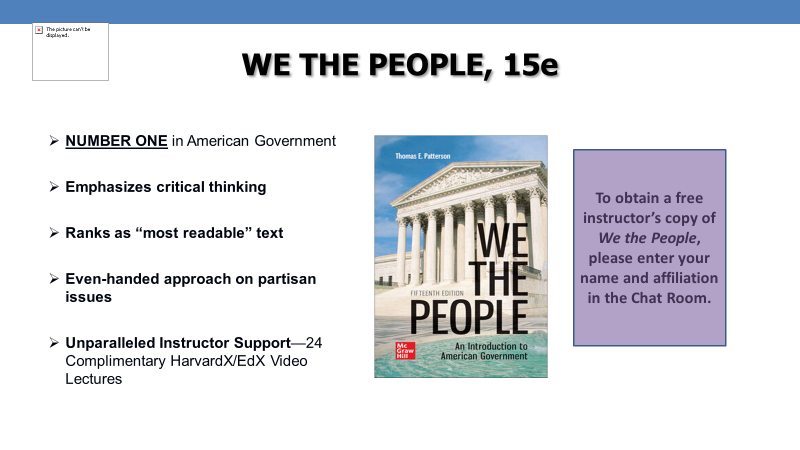 The picture can't be
displayed.
WE THE PEOPLE, 15e
➢ NUMBER ONE in American Government
➢ Emphasizes critical thinking
➢ Ranks as “most readable” text
➢ Even-handed approach on partisan
issues
➢ Unparalleled Instructor Support—24
Complimentary HarvardX/EdX Video
Lectures
Thomas E. Patterson
WE
THE
FIFTEENTH EDITION
PEOPLE
Mc
Graw
Hill
An Introduction to
American Government
To obtain a free
instructor’s copy of
We the People,
please enter your
name and affiliation
in the Chat Room.